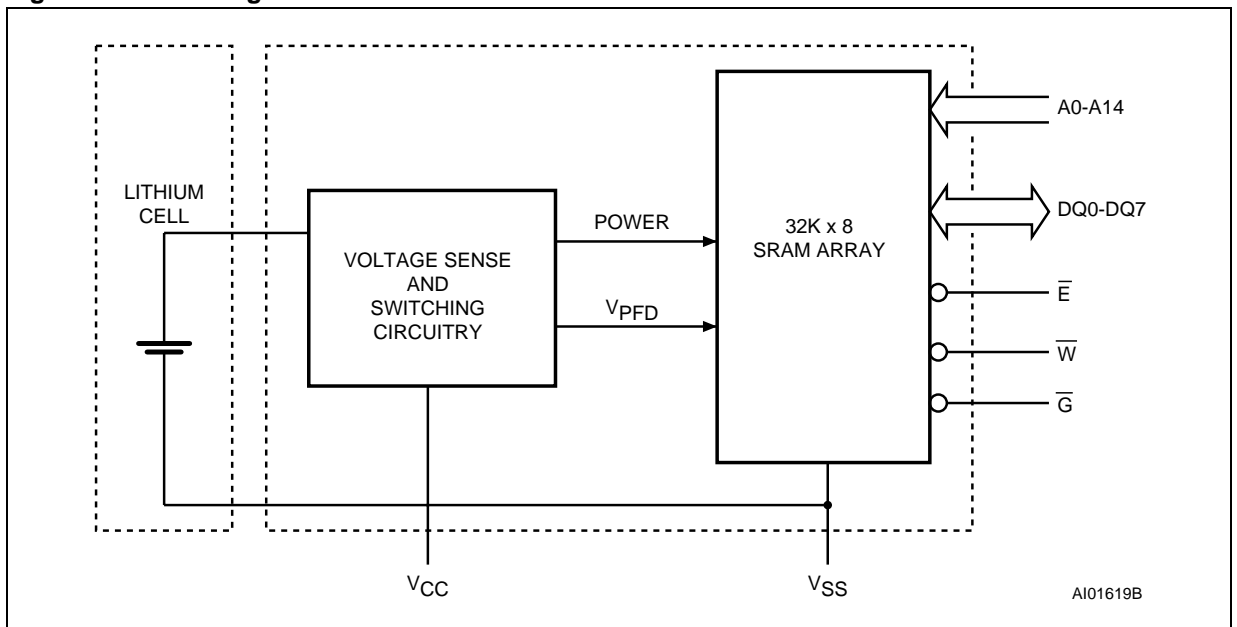 A0-A14
LITHIUM
CELL
POWER
32K x 8
SRAM ARRAY
DQ0-DQ7
VOLTAGE SENSE
AND
SWITCHING
CIRCUITRY
VPFD
E̅
W̅
G̅
VCC
VSS
AI01619B